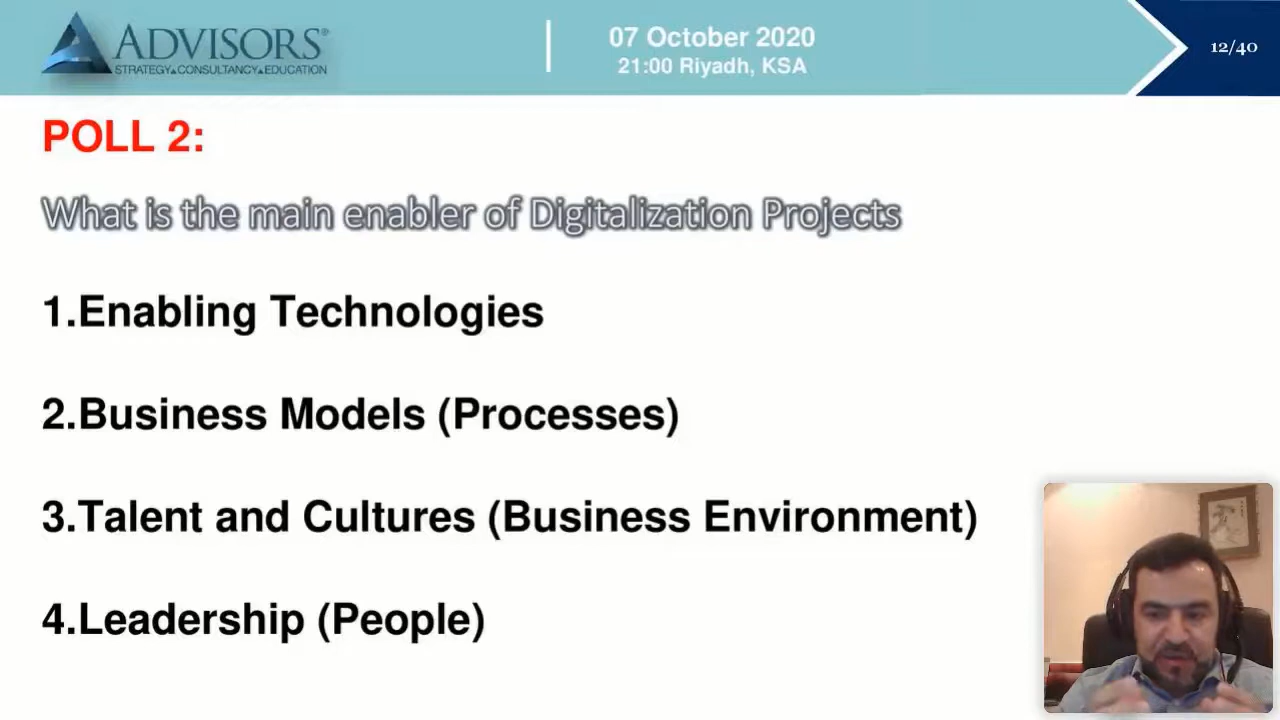 ADVISORS®
STRATEGY▲CONSULTANCY▲EDUCATION
07 October 2020
21:00 Riyadh, KSA
12/40
POLL 2:
What is the main enabler of Digitalization Projects
1.Enabling Technologies
2.Business Models (Processes)
3.Talent and Cultures (Business Environment)
4.Leadership (People)